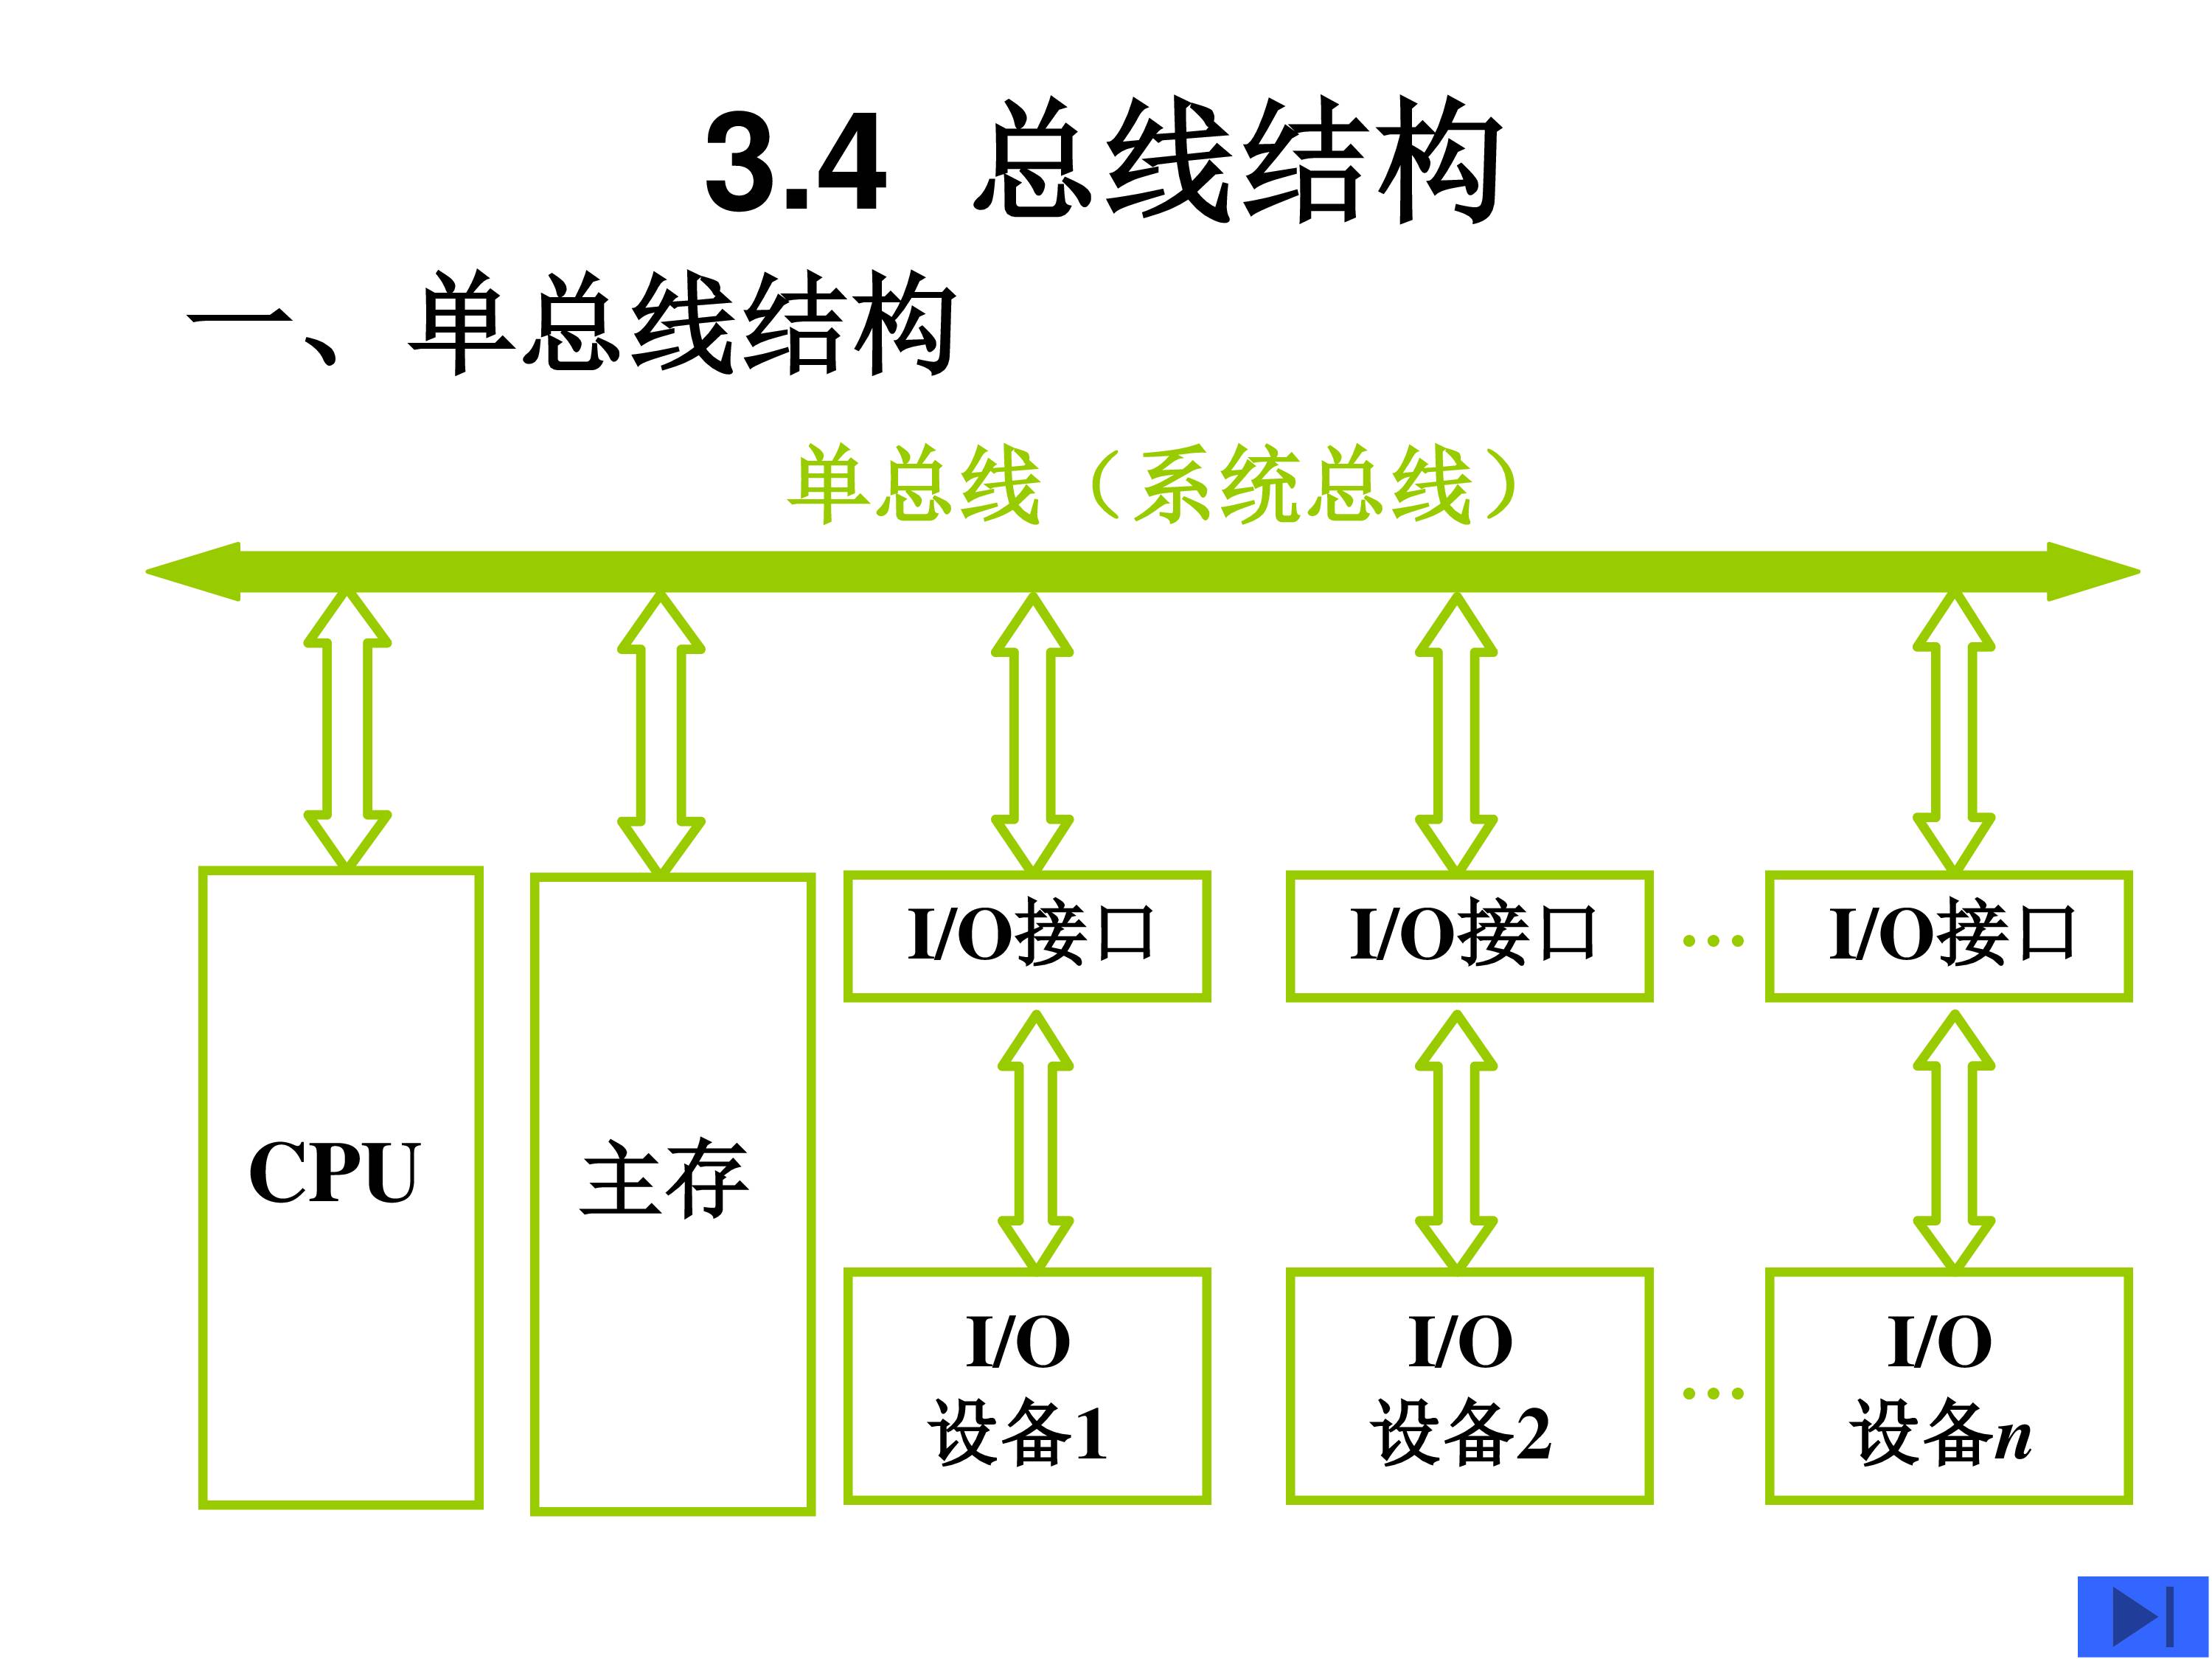 3.4 总线结构
一、单总线结构
单总线（系统总线）
CPU
主存
I/O接口
I/O接口
...
I/O接口
I/O
设备1
I/O
设备2
...
I/O
设备n